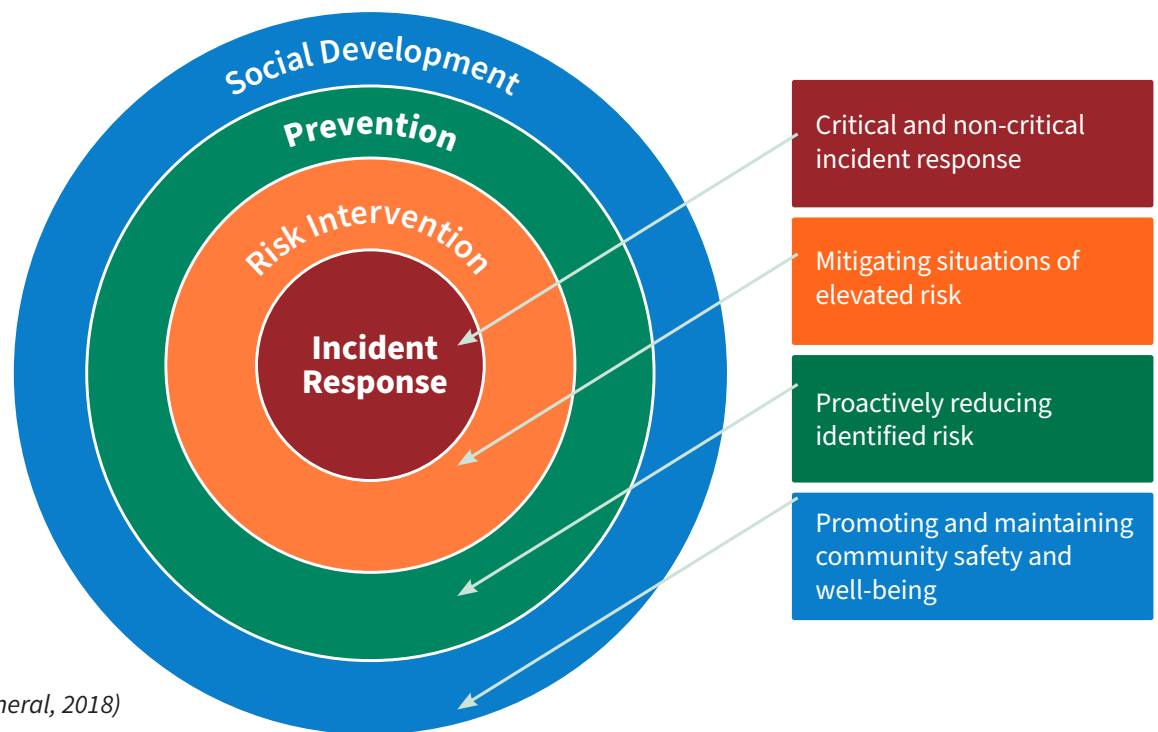 Social Development
Prevention
Risk Intervention
Incident
Response
Critical and non-critical
incident response
Mitigating situations of
elevated risk
Proactively reducing
identified risk
Promoting and maintaining
community safety and
well-being
2018)